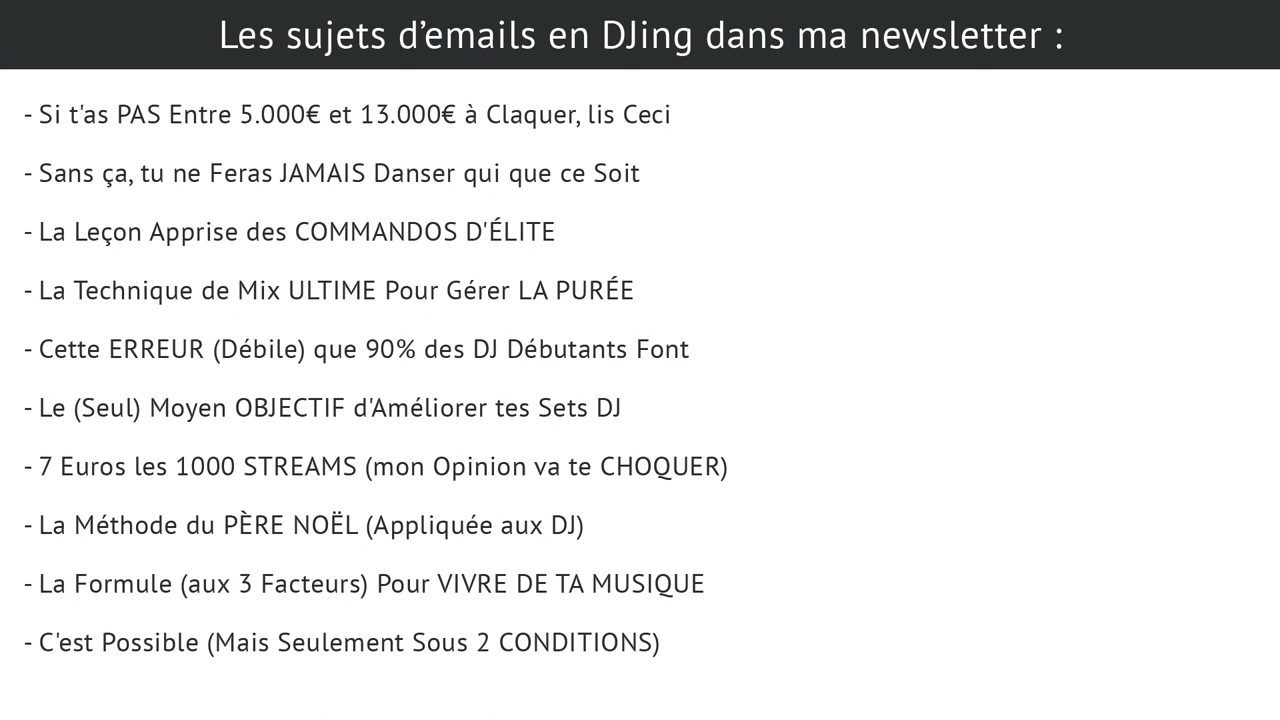 Les sujets d’emails en DJing dans ma newsletter :
- Si t'as PAS Entre 5.000€ et 13.000€ à Claquer, lis Ceci
- Sans ça, tu ne Feras JAMAIS Danser qui que ce Soit
- La Leçon Apprise des COMMANDOS D'ÉLITE
- La Technique de Mix ULTIME Pour Gérer LA PURÉE
- Cette ERREUR (Débile) que 90% des DJ Débutants Font
- Le (Seul) Moyen OBJECTIF d'Améliorer tes Sets DJ
- 7 Euros les 1000 STREAMS (mon Opinion va te CHOQUER)
- La Méthode du PÈRE NOËL (Appliquée aux DJ)
- La Formule (aux 3 Facteurs) Pour VIVRE DE TA MUSIQUE
- C'est Possible (Mais Seulement Sous 2 CONDITIONS)